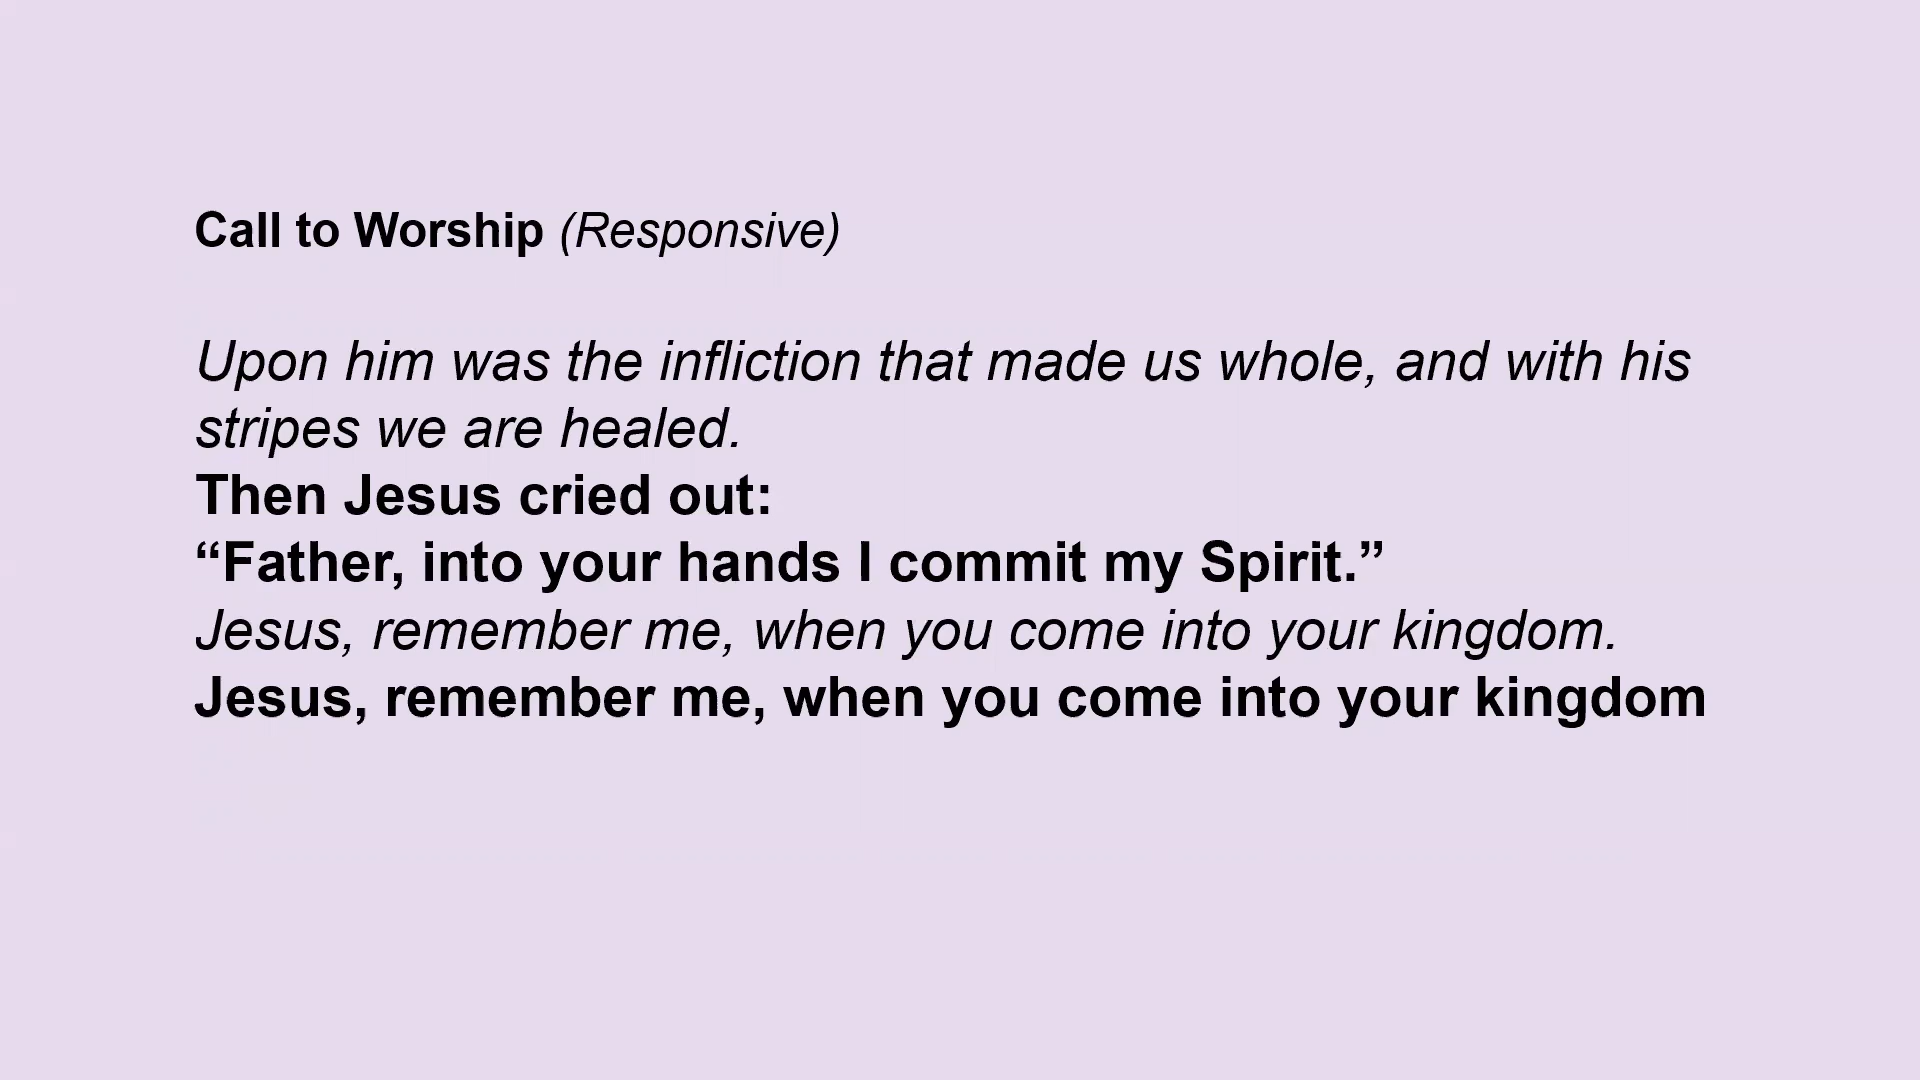 Call to Worship (Responsive)
Upon him was the infliction that made us whole, and with his
stripes we are healed.
Then Jesus cried out:
“Father, into your hands I commit my Spirit.”
Jesus, remember me, when you come into your kingdom.
Jesus, remember me, when you come into your kingdom